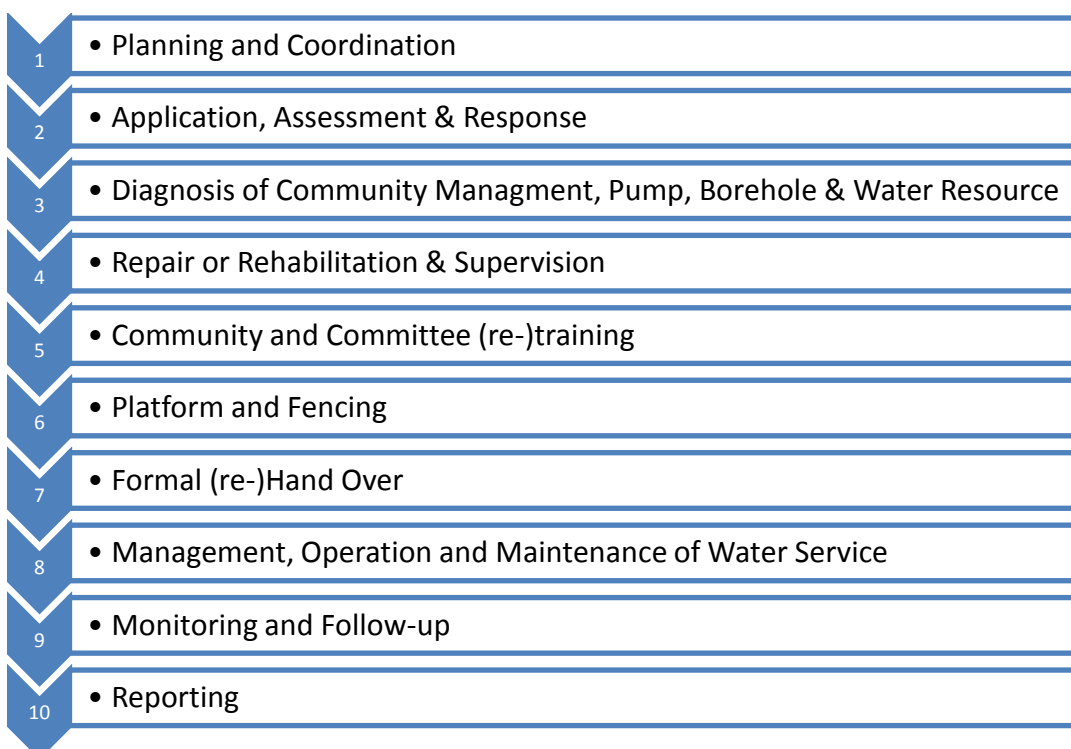 1 • Planning and Coordination
2 • Application, Assessment & Response
3 • Diagnosis of Community Managment, Pump, Borehole & Water Resource
4 • Repair or Rehabilitation & Supervision
5 • Community and Committee (re-)training
6 • Platform and Fencing
7 • Formal (re-)Hand Over
8 • Management, Operation and Maintenance of Water Service
9 • Monitoring and Follow-up
10 • Reporting